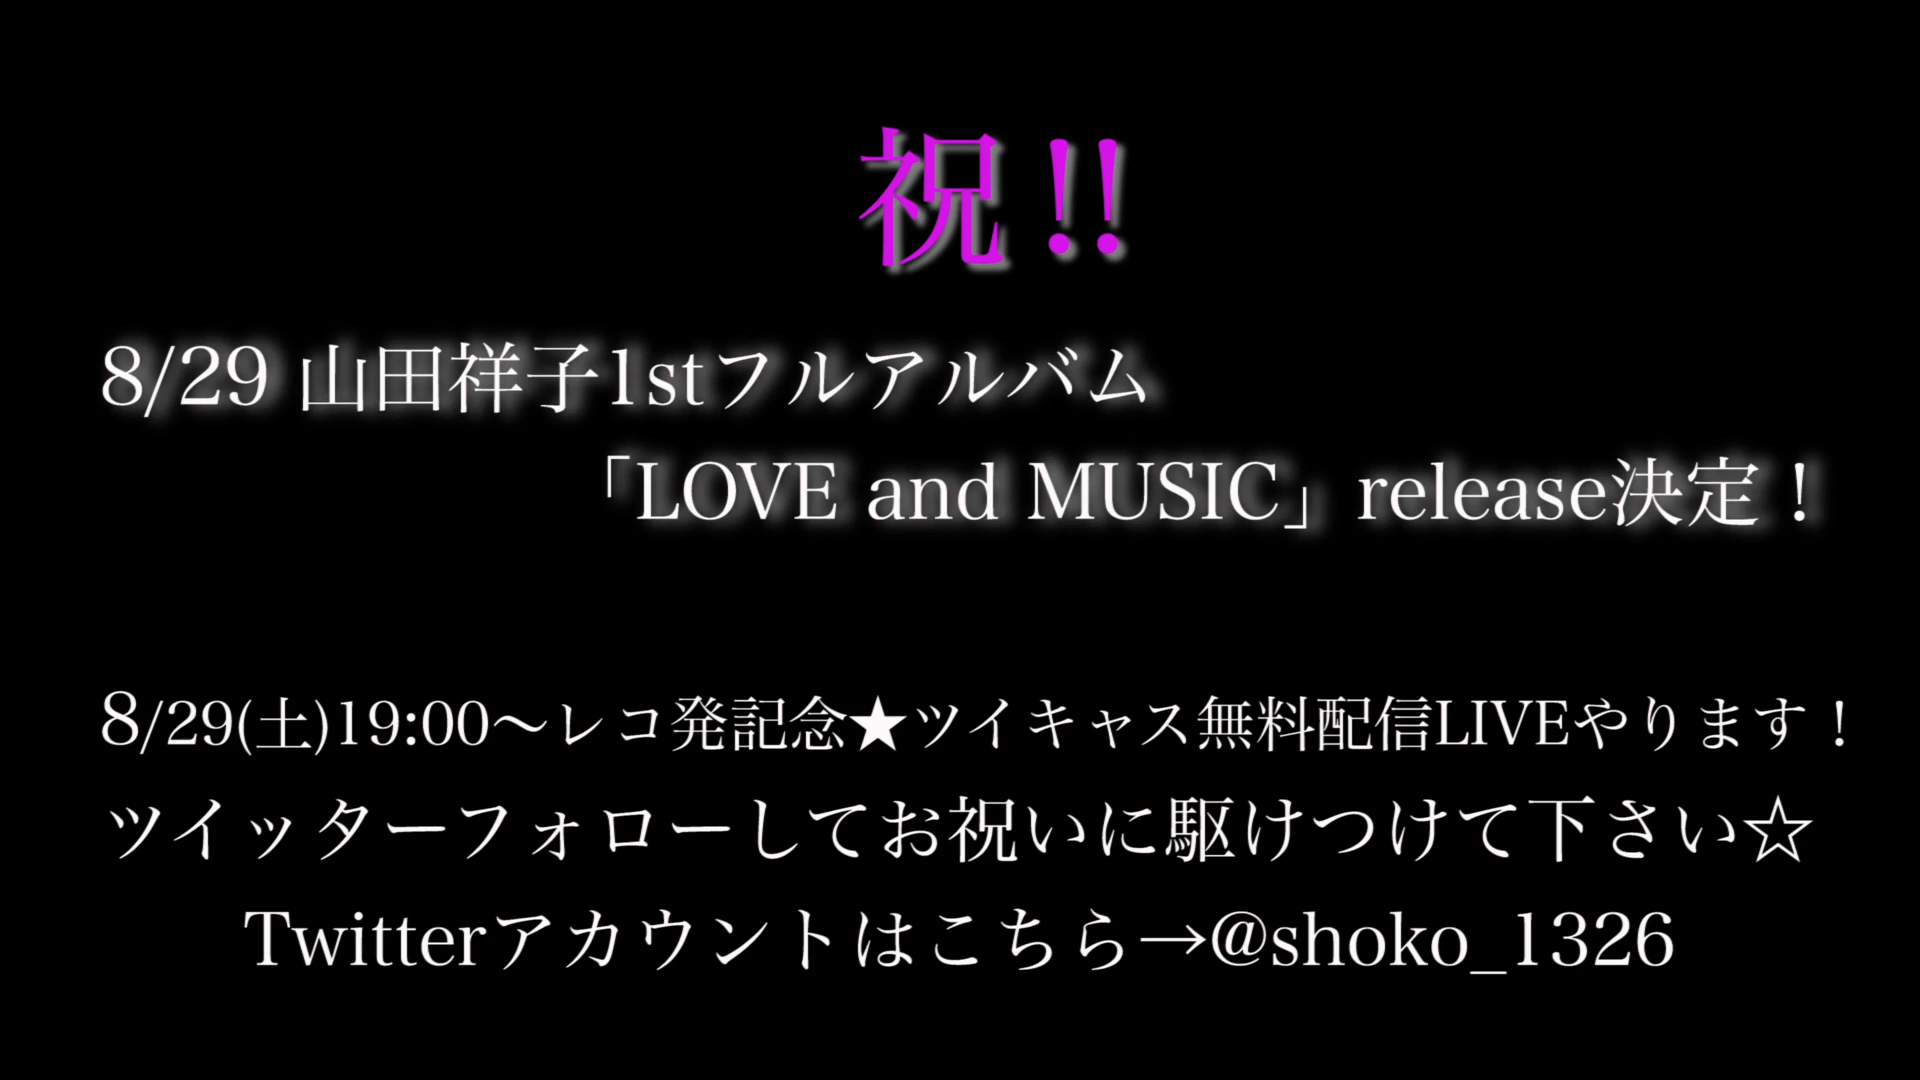 祝!!
8/29 山田祥子1stフルアルバム
「LOVE and MUSIC」release決定！
8/29(土)19:00〜レコ発記念★ツイキャス無料配信LIVEやります！
ツイッターフォローしてお祝いに駆けつけて下さい☆
Twitterアカウントはこちら→@shoko_1326